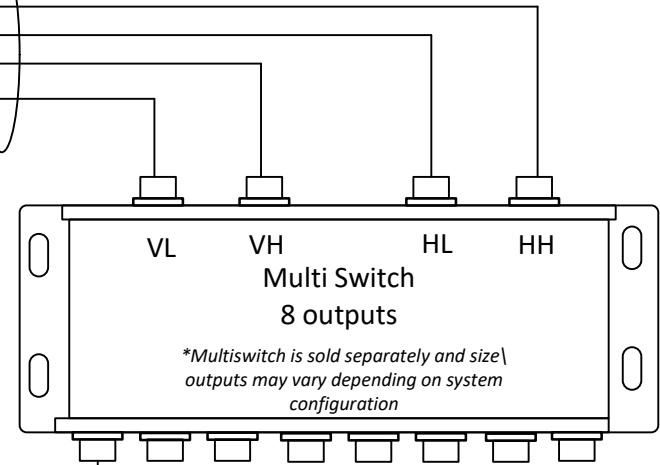 VL VH HL HH
Multi Switch
8 outputs
*Multiswitch is sold separately and size\
outputs may vary depending on system
configuration